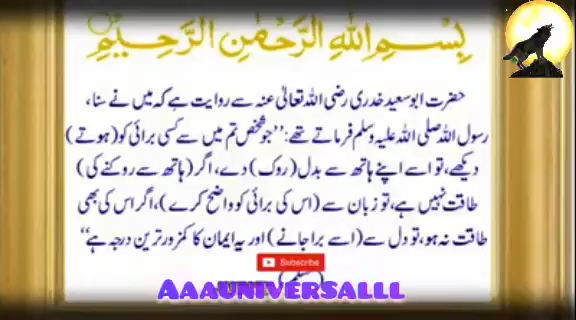 بِسْمِ اللهِ الرَّحْمٰنِ الرَّحِيْمِ
حضرت ابو سعید خدری رضی اللہ تعالیٰ عنہ سے روایت ہے کہ میں نے سنا،
رسول اللہ صلی اللہ علیہ وسلم فرماتے تھے: ’’جو شخص تم میں سے کسی برائی کو (ہوتے)
دیکھے، تو اسے اپنے ہاتھ سے بدل (روک) دے، اگر (ہاتھ سے روکنے کی)
طاقت نہیں ہے، تو زبان سے (اس کی برائی کو واضح کرے)، اگر اس کی بھی
طاقت نہ ہو، تو دل سے (اسے برا جانے) اور یہ ایمان کا کمزور ترین درجہ ہے‘‘
Subscribe
Aaauniversalll